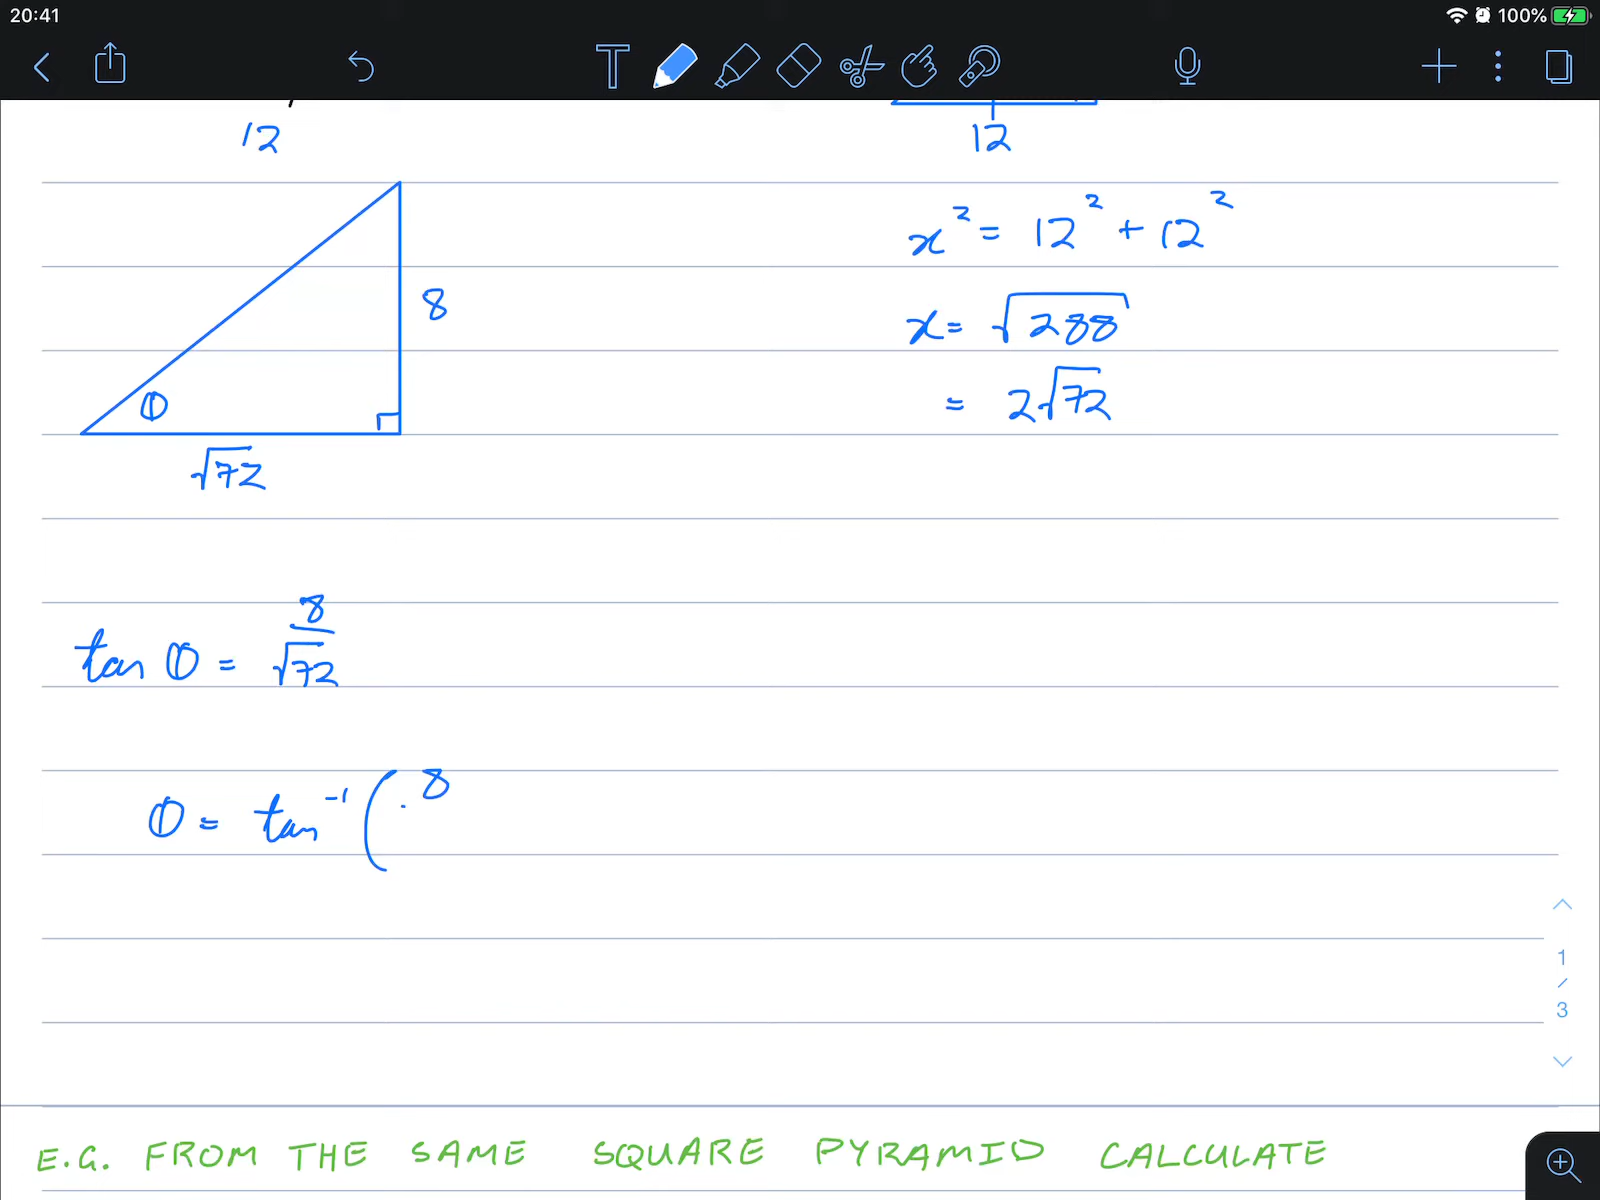 20:41
100%
T
12
12
8
θ
√72
x² = 12² + 12²
x = √288
= 2√72
tan θ = 8/√72
θ = tan⁻¹ ( 8
1
/
3
E.G. FROM THE SAME SQUARE PYRAMID CALCULATE